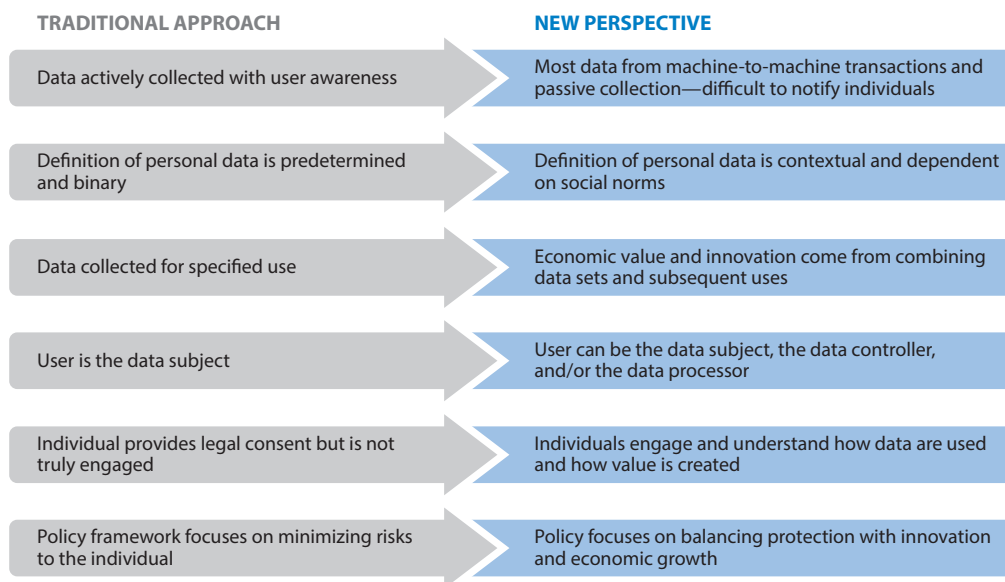 TRADITIONAL APPROACH
NEW PERSPECTIVE
Data actively collected with user awareness
Most data from machine-to-machine transactions and
passive collection—difficult to notify individuals
Definition of personal data is predetermined
and binary
Definition of personal data is contextual and dependent
on social norms
Data collected for specified use
Economic value and innovation come from combining
data sets and subsequent uses
User is the data subject
User can be the data subject, the data controller,
and/or the data processor
Individual provides legal consent but is not
truly engaged
Individuals engage and understand how data are used
and how value is created
Policy framework focuses on minimizing risks
to the individual
Policy focuses on balancing protection with innovation
and economic growth